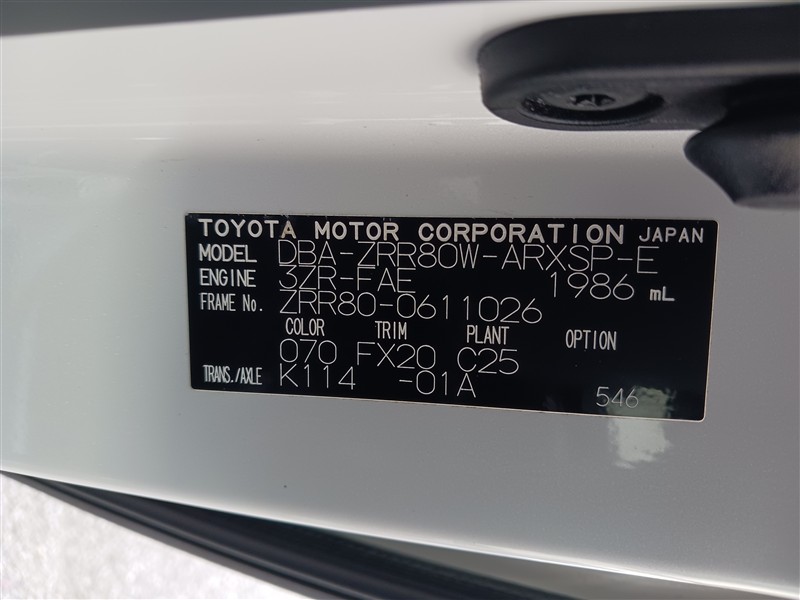 TOYOTA MOTOR CORPORATION JAPAN
MODEL DBA-ZRR80W-ARXSP-E
ENGINE 3ZR-FAE 1986 mL
FRAME No. ZRR80-0611026
COLOR TRIM PLANT OPTION
070 FX20 C25
TRANS./AXLE K114 -01A
546